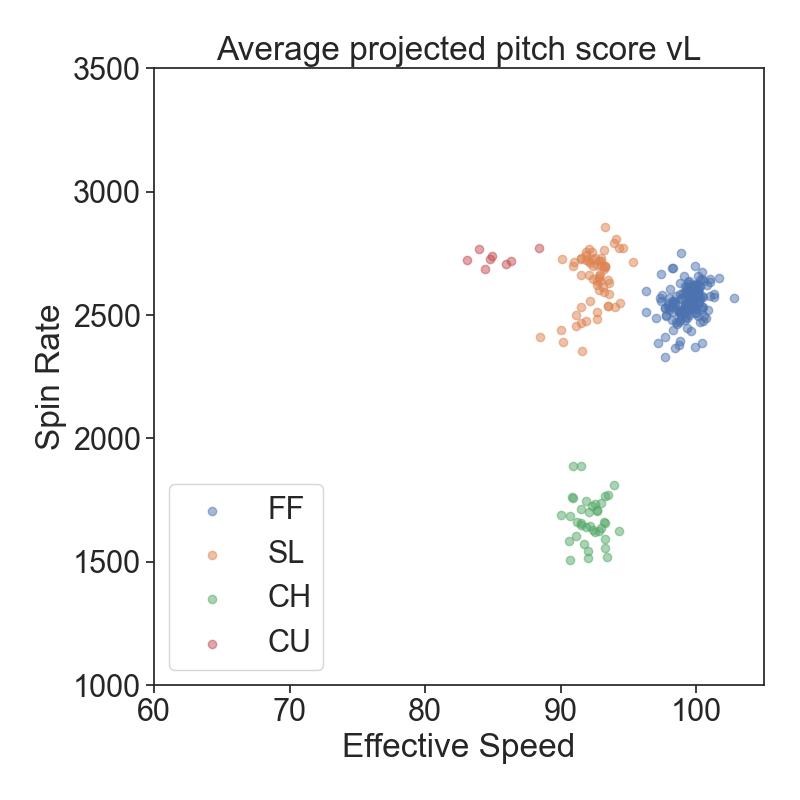 Average projected pitch score vL
3500
3000
2500
2000
1500
1000
Spin Rate
FF
SL
CH
CU
60 70 80 90 100
Effective Speed